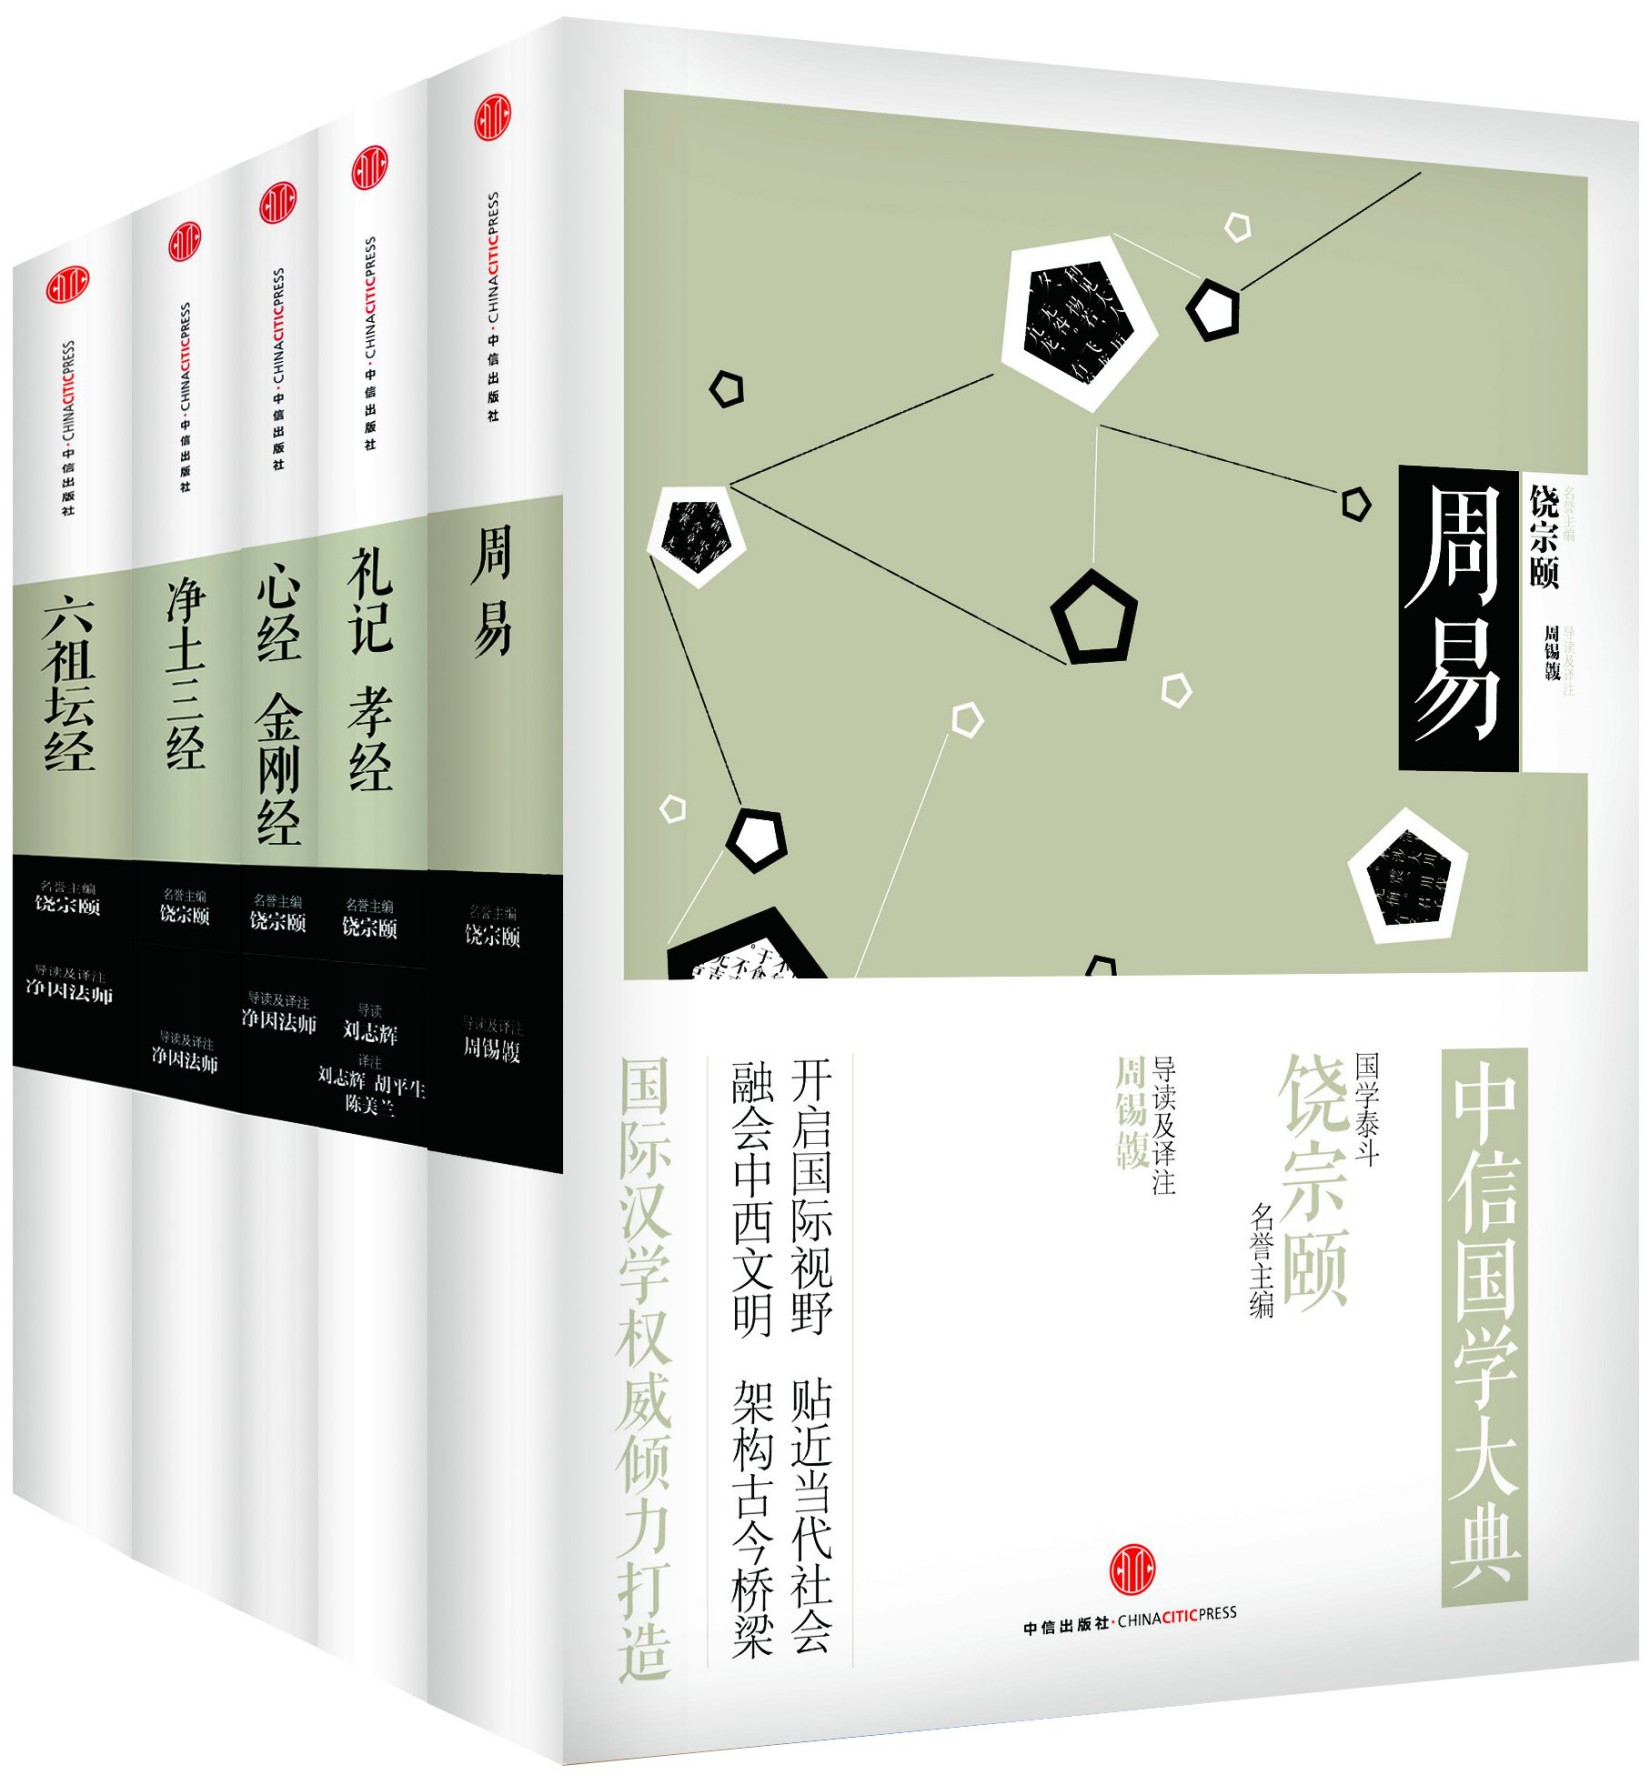 中信出版社·CHINACITICPRESS
六祖坛经
名誉主编
饶宗颐
导读及译注
净因法师
中信出版社·CHINACITICPRESS
净土三经
名誉主编
饶宗颐
导读及译注
净因法师
中信出版社·CHINACITICPRESS
心经 金刚经
名誉主编
饶宗颐
导读及译注
净因法师
中信出版社·CHINACITICPRESS
礼记 孝经
名誉主编
饶宗颐
导读
刘志辉
译注
刘志辉 胡平生
陈美兰
中信出版社·CHINACITICPRESS
周易
名誉主编
饶宗颐
导读及译注
周锡䪖
名誉主编
饶宗颐
导读及译注
周锡䪖
周易
中信国学大典
国学泰斗
饶宗颐
名誉主编
导读及译注
周锡䪖
开启国际视野 贴近当代社会
融会中西文明 架构古今桥梁
国际汉学权威倾力打造
中信出版社·CHINACITICPRESS